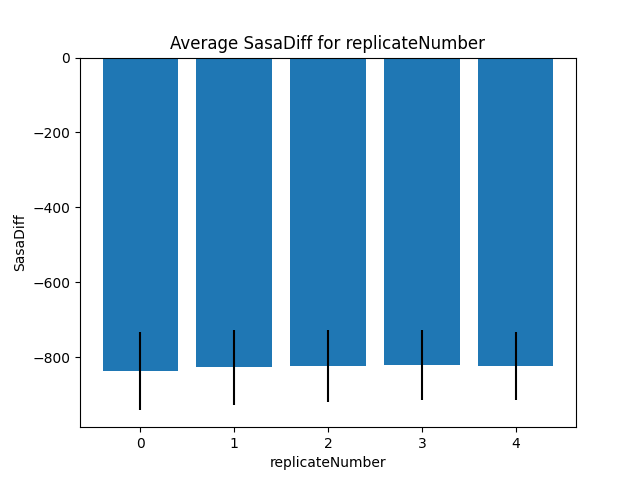 Average SasaDiff for replicateNumber
0
−200
−400
−600
−800
SasaDiff
0 1 2 3 4
replicateNumber